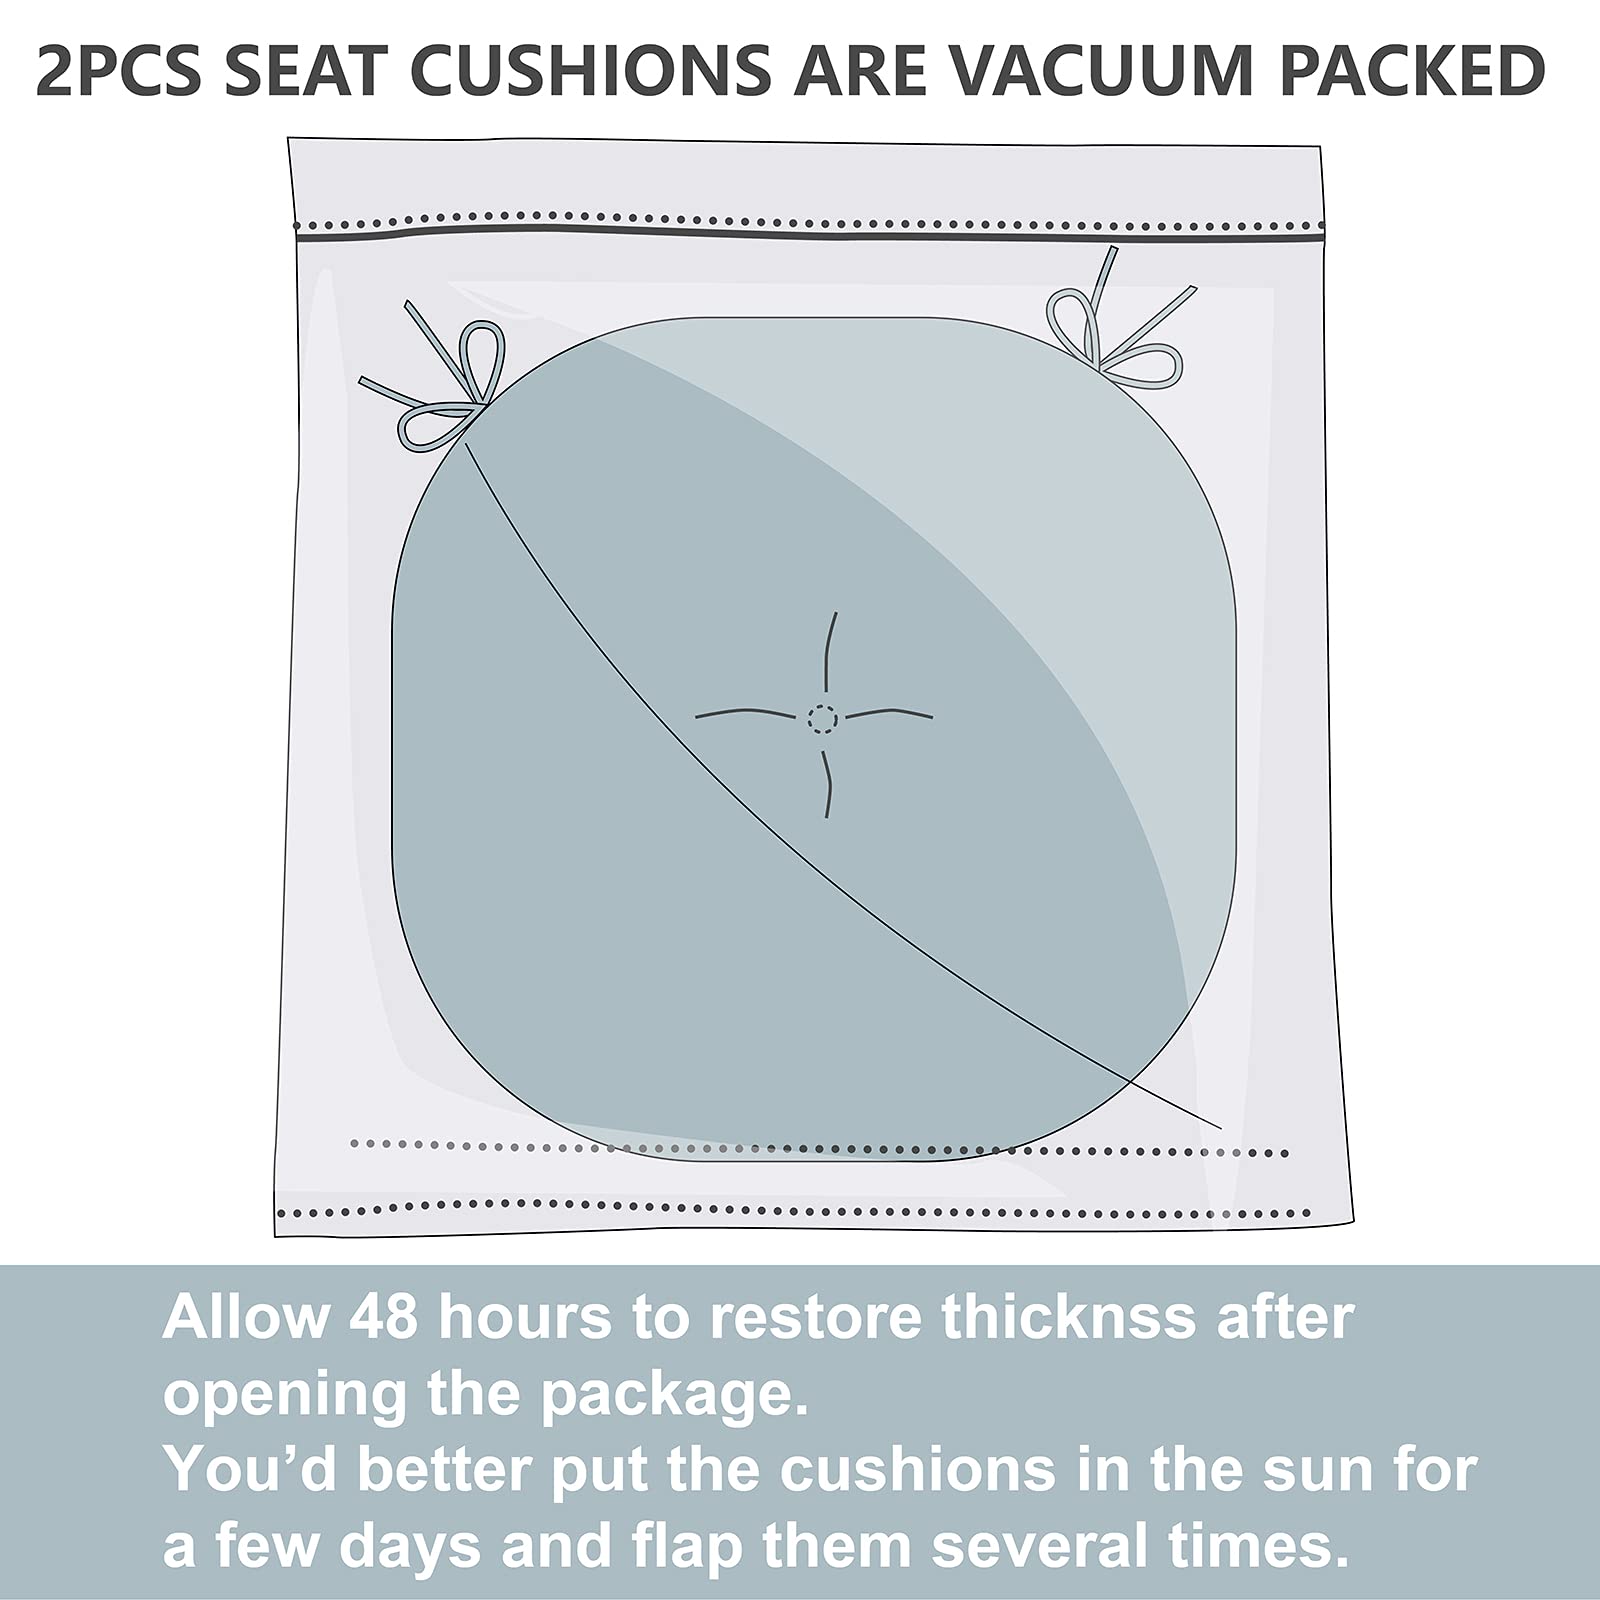 2PCS SEAT CUSHIONS ARE VACUUM PACKED
Allow 48 hours to restore thicknss after
opening the package.
You’d better put the cushions in the sun for
a few days and flap them several times.